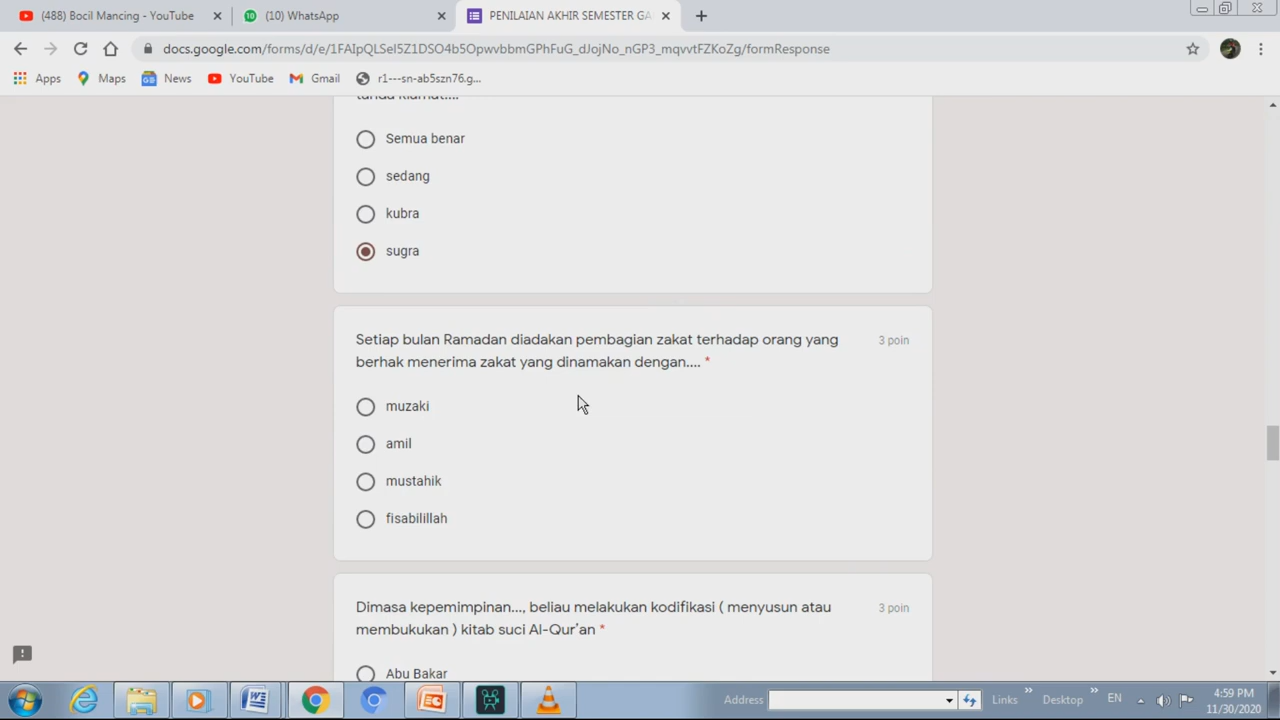 (488) Bocil Mancing - YouTube
(10) WhatsApp
PENILAIAN AKHIR SEMESTER GA
docs.google.com/forms/d/e/1FAIpQLSel5Z1DSO4b5OpwvbbmGPhFuG_dJojNo_nGP3_mqvvtFZKoZg/formResponse
Apps
Maps
News
YouTube
Gmail
r1---sn-ab5szn76.g...
Semua benar
sedang
kubra
sugra
Setiap bulan Ramadan diadakan pembagian zakat terhadap orang yang
berhak menerima zakat yang dinamakan dengan.... *
3 poin
muzaki
amil
mustahik
fisabilillah
Dimasa kepemimpinan..., beliau melakukan kodifikasi ( menyusun atau
membukukan ) kitab suci Al-Qur'an *
3 poin
Abu Bakar
Address
Links
Desktop
EN
4:59 PM
11/30/2020